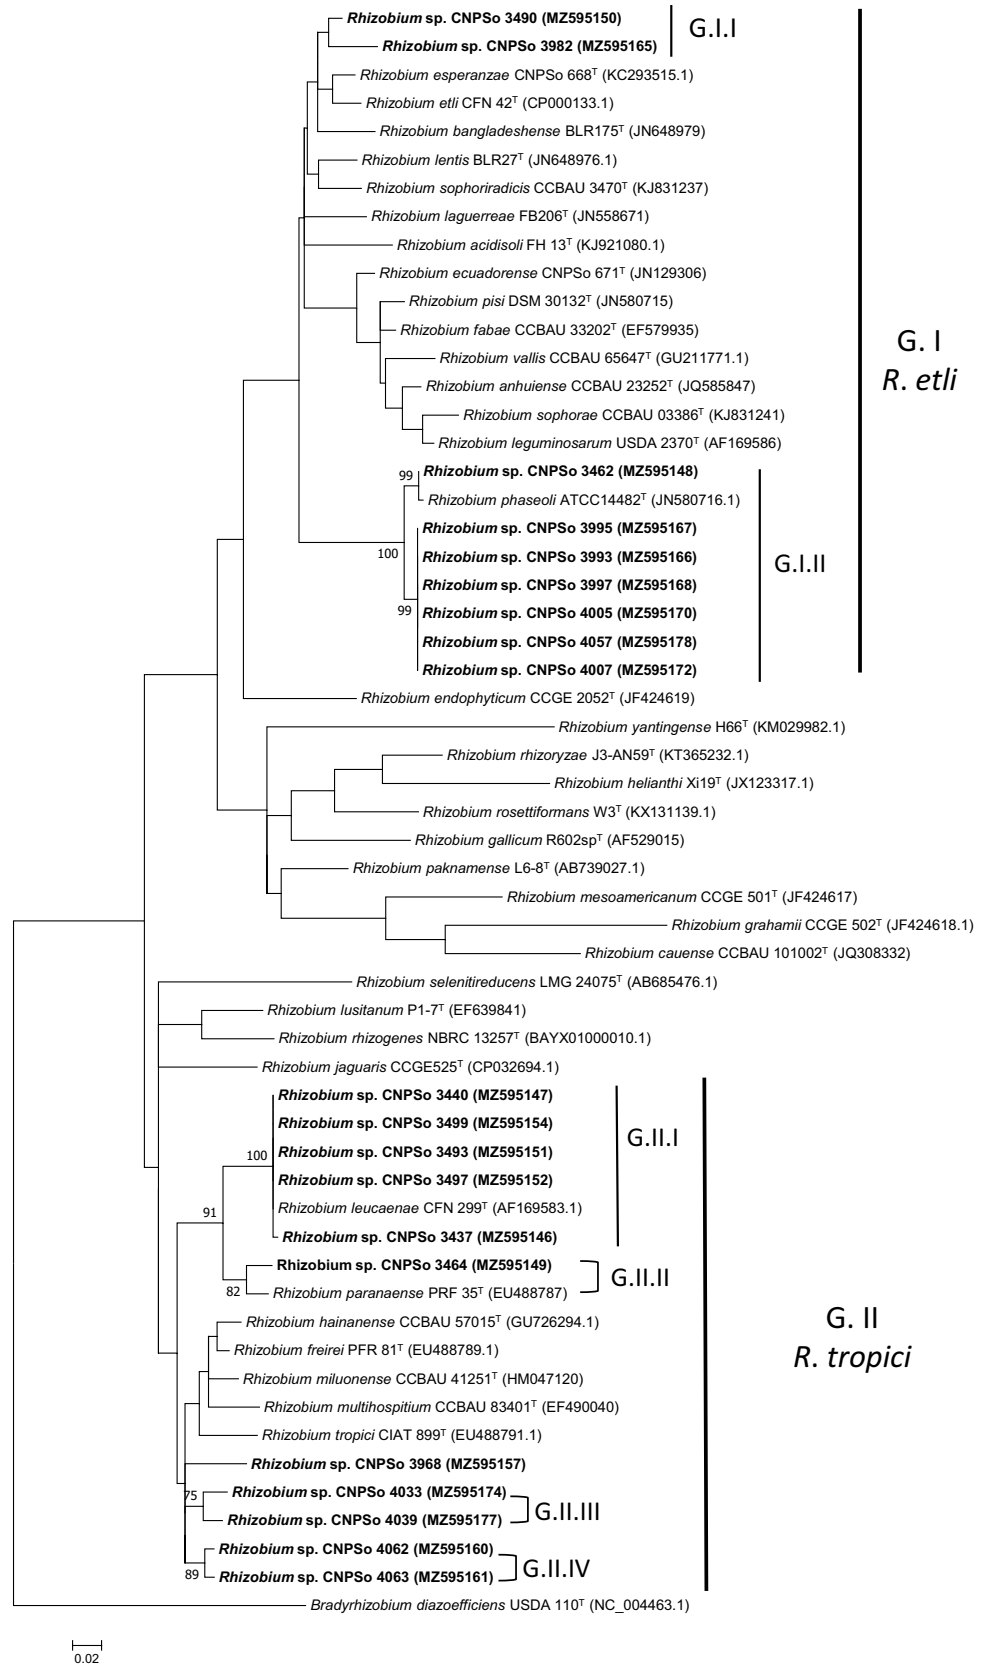 Rhizobium sp. CNPSo 3490 (MZ595150)
G.I.I
Rhizobium sp. CNPSo 3982 (MZ595165)
Rhizobium esperanzae CNPSo 668T (KC293515.1)
Rhizobium etli CFN 42T (CP000133.1)
Rhizobium bangladeshense BLR175T (JN648979)
Rhizobium lentis BLR27T (JN648976.1)
Rhizobium sophoriradicis CCBAU 3470T (KJ831237)
Rhizobium laguerreae FB206T (JN558671)
Rhizobium acidisoli FH 13T (KJ921080.1)
Rhizobium ecuadorense CNPSo 671T (JN129306)
Rhizobium pisi DSM 30132T (JN580715)
Rhizobium fabae CCBAU 33202T (EF579935)
G. I
R. etli
Rhizobium vallis CCBAU 65647T (GU211771.1)
Rhizobium anhuiense CCBAU 23252T (JQ585847)
Rhizobium sophorae CCBAU 03386T (KJ831241)
Rhizobium leguminosarum USDA 2370T (AF169586)
99
Rhizobium sp. CNPSo 3462 (MZ595148)
Rhizobium phaseoli ATCC14482T (JN580716.1)
Rhizobium sp. CNPSo 3995 (MZ595167)
100
Rhizobium sp. CNPSo 3993 (MZ595166)
G.I.II
Rhizobium sp. CNPSo 3997 (MZ595168)
99
Rhizobium sp. CNPSo 4005 (MZ595170)
Rhizobium sp. CNPSo 4057 (MZ595178)
Rhizobium sp. CNPSo 4007 (MZ595172)
Rhizobium endophyticum CCGE 2052T (JF424619)
Rhizobium yantingense H66T (KM029982.1)
Rhizobium rhizoryzae J3-AN59T (KT365232.1)
Rhizobium helianthi Xi19T (JX123317.1)
Rhizobium rosettiformans W3T (KX131139.1)
Rhizobium gallicum R602spT (AF529015)
Rhizobium paknamense L6-8T (AB739027.1)
Rhizobium mesoamericanum CCGE 501T (JF424617)
Rhizobium grahamii CCGE 502T (JF424618.1)
Rhizobium cauense CCBAU 101002T (JQ308332)
Rhizobium selenitireducens LMG 24075T (AB685476.1)
Rhizobium lusitanum P1-7T (EF639841)
Rhizobium rhizogenes NBRC 13257T (BAYX01000010.1)
Rhizobium jaguaris CCGE525T (CP032694.1)
Rhizobium sp. CNPSo 3440 (MZ595147)
Rhizobium sp. CNPSo 3499 (MZ595154)
G.II.I
100
Rhizobium sp. CNPSo 3493 (MZ595151)
Rhizobium sp. CNPSo 3497 (MZ595152)
91
Rhizobium leucaenae CFN 299T (AF169583.1)
Rhizobium sp. CNPSo 3437 (MZ595146)
Rhizobium sp. CNPSo 3464 (MZ595149)
G.II.II
82
Rhizobium paranaense PRF 35T (EU488787)
Rhizobium hainanense CCBAU 57015T (GU726294.1)
G. II
R. tropici
Rhizobium freirei PFR 81T (EU488789.1)
Rhizobium miluonense CCBAU 41251T (HM047120)
Rhizobium multihospitium CCBAU 83401T (EF490040)
Rhizobium tropici CIAT 899T (EU488791.1)
Rhizobium sp. CNPSo 3968 (MZ595157)
75
Rhizobium sp. CNPSo 4033 (MZ595174)
G.II.III
Rhizobium sp. CNPSo 4039 (MZ595177)
Rhizobium sp. CNPSo 4062 (MZ595160)
G.II.IV
89
Rhizobium sp. CNPSo 4063 (MZ595161)
Bradyrhizobium diazoefficiens USDA 110T (NC_004463.1)
0.02